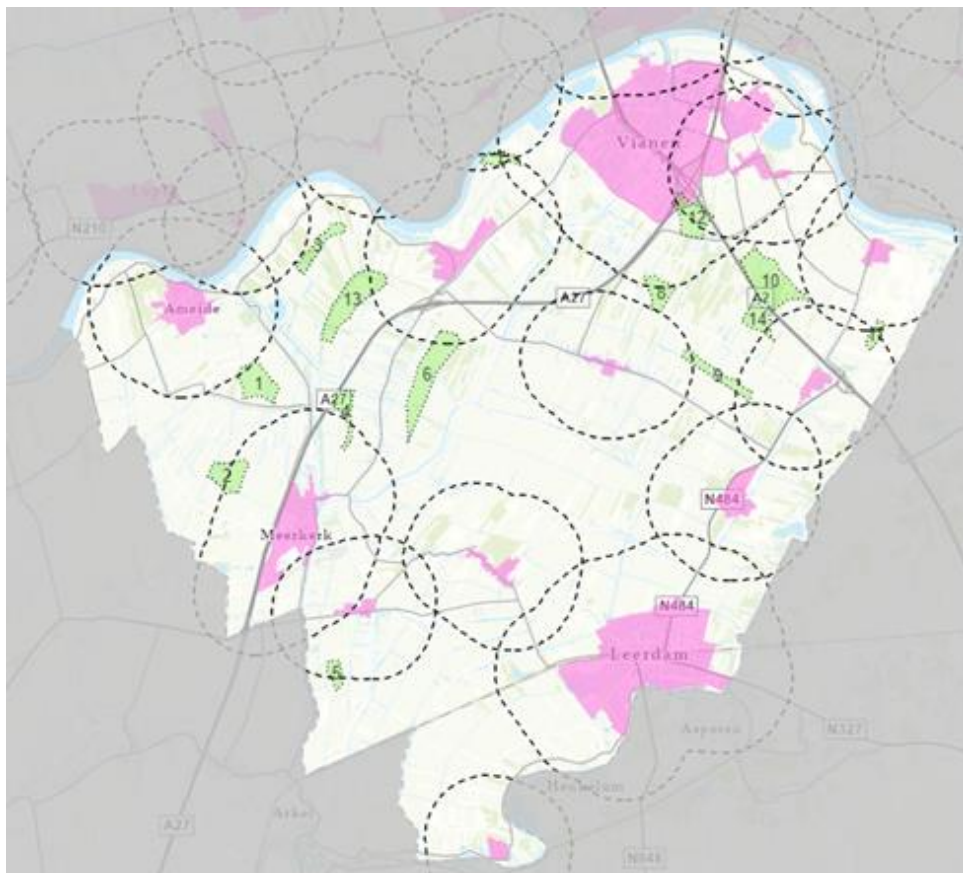 Vianen
N210
3
12
10
A2
13
8
A27
Ameide
14
11
6
9
1
A27
4
2
N484
Meerkerk
N484
Leerdam
5
Asperen
N327
Heukelum
Arkel
A27
N848